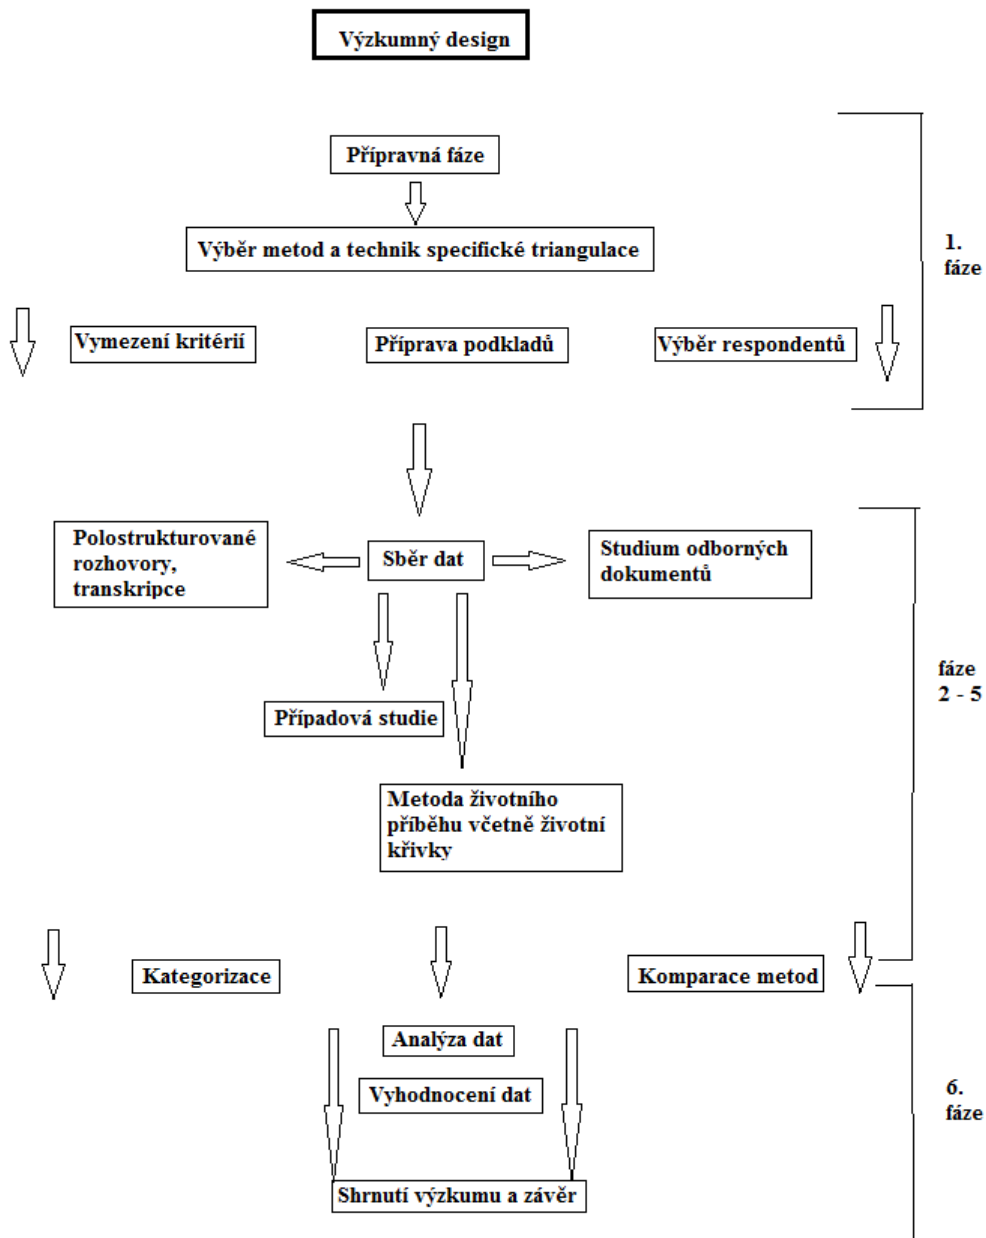 Výzkumný design
Přípravná fáze
Výběr metod a technik specifické triangulace
1.
fáze
Vymezení kritérií
Příprava podkladů
Výběr respondentů
Polostrukturované
rozhovory,
transkripce
Sběr dat
Studium odborných
dokumentů
fáze
2 - 5
Případová studie
Metoda životního
příběhu včetně životní
křivky
Kategorizace
Komparace metod
Analýza dat
Vyhodnocení dat
6.
fáze
Shrnutí výzkumu a závěr